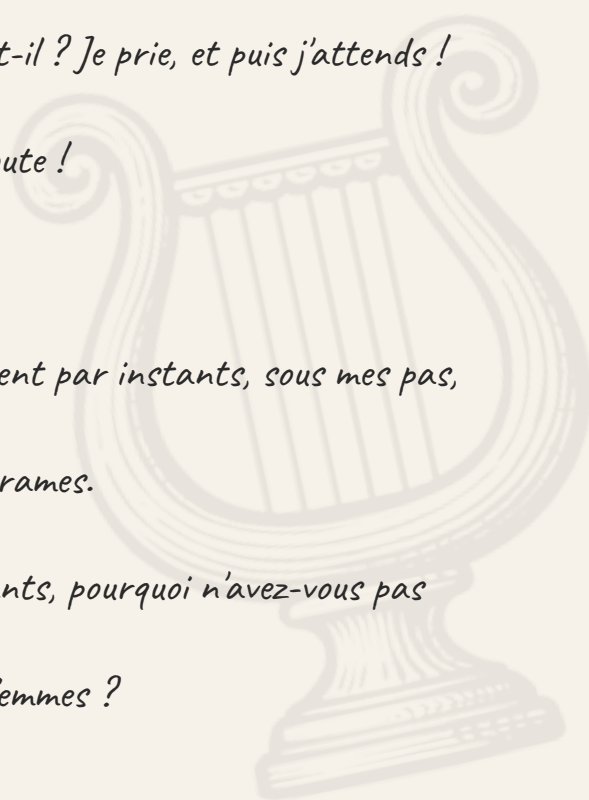 t-il ? Je prie, et puis j'attends !
ute !
ent par instants, sous mes pas,
rames.
nts, pourquoi n'avez-vous pas
emmes ?